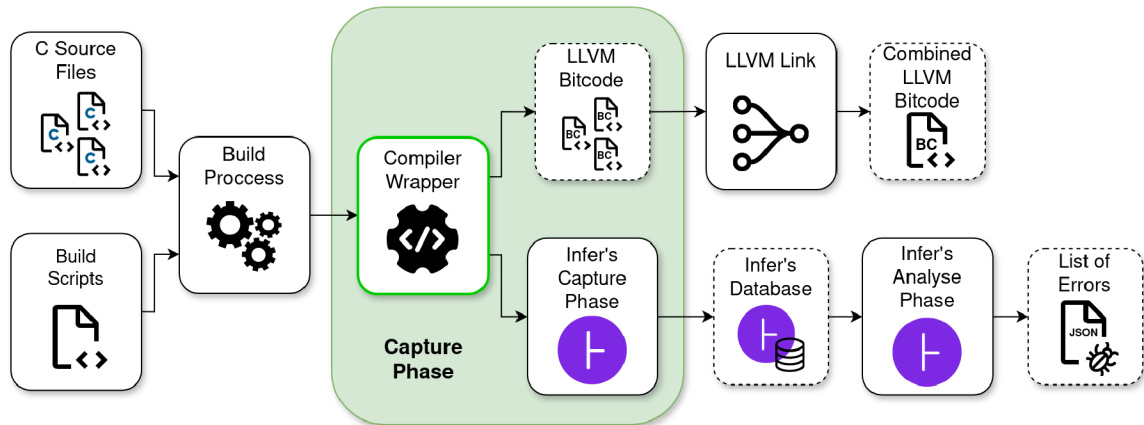 C Source
Files
C
C
C
Build
Scripts
Build
Proccess
Compiler
Wrapper
</>
Capture
Phase
LLVM
Bitcode
BC
BC
BC
LLVM Link
Combined
LLVM
Bitcode
BC
Infer's
Capture
Phase
Infer's
Database
Infer's
Analyse
Phase
List of
Errors
JSON